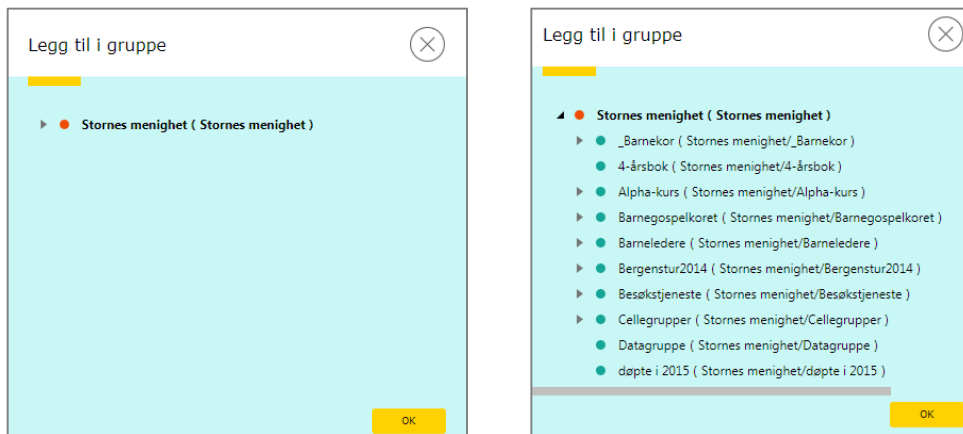 Legg til i gruppe
Stornes menighet ( Stornes menighet )
OK
Legg til i gruppe
Stornes menighet ( Stornes menighet )
_Barnekor ( Stornes menighet/_Barnekor )
4-årsbok ( Stornes menighet/4-årsbok )
Alpha-kurs ( Stornes menighet/Alpha-kurs )
Barnegospelkoret ( Stornes menighet/Barnegospelkoret )
Barneledere ( Stornes menighet/Barneledere )
Bergenstur2014 ( Stornes menighet/Bergenstur2014 )
Besøkstjeneste ( Stornes menighet/Besøkstjeneste )
Cellegrupper ( Stornes menighet/Cellegrupper )
Datagruppe ( Stornes menighet/Datagruppe )
døpte i 2015 ( Stornes menighet/døpte i 2015 )
OK